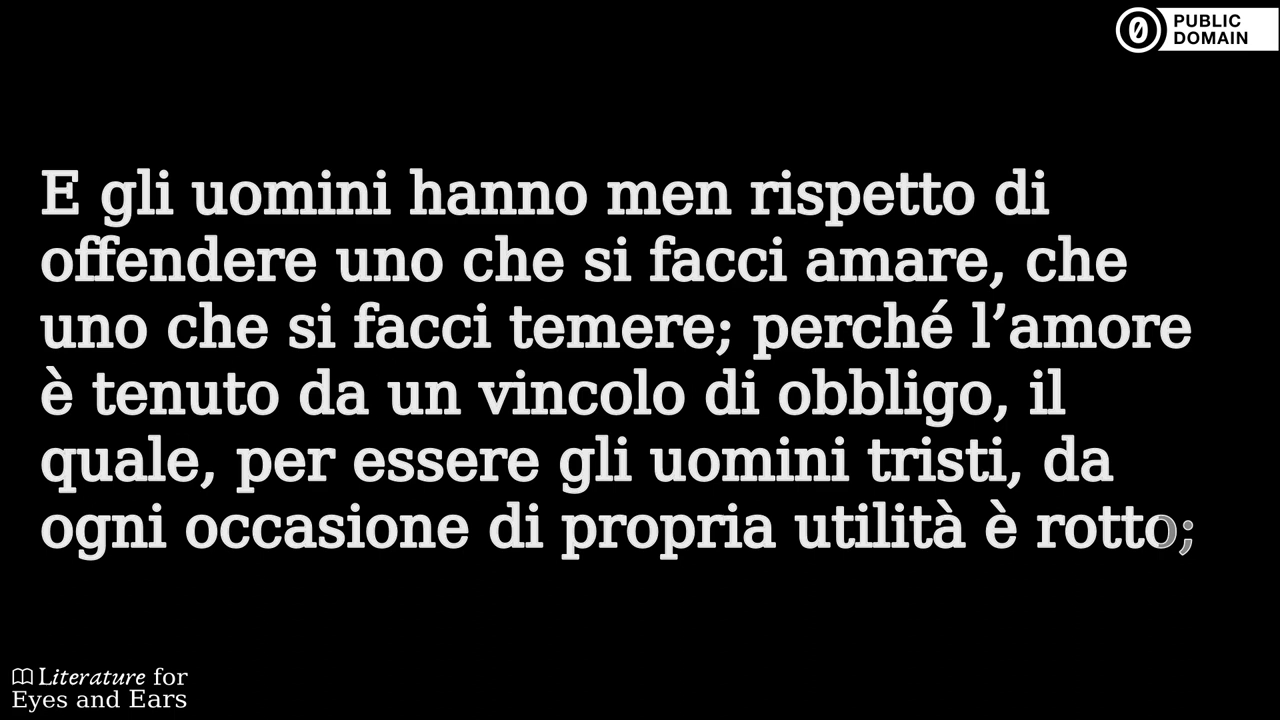 PUBLIC
DOMAIN
E gli uomini hanno men rispetto di
offendere uno che si facci amare, che
uno che si facci temere; perché l’amore
è tenuto da un vincolo di obbligo, il
quale, per essere gli uomini tristi, da
ogni occasione di propria utilità è rotto;
Literature for
Eyes and Ears